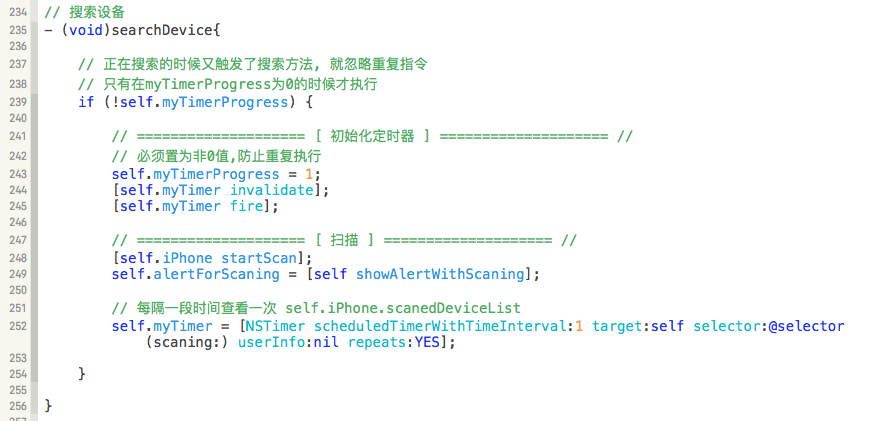 234 // 搜索设备
235 - (void)searchDevice{
236
237 // 正在搜索的时候又触发了搜索方法, 就忽略重复指令
238 // 只有在myTimerProgress为0的时候才执行
239 if (!self.myTimerProgress) {
240
241 // ==================== [ 初始化定时器 ] ==================== //
242 // 必须置为非0值,防止重复执行
243 self.myTimerProgress = 1;
244 [self.myTimer invalidate];
245 [self.myTimer fire];
246
247 // ==================== [ 扫描 ] ==================== //
248 [self.iPhone startScan];
249 self.alertForScaning = [self showAlertWithScaning];
250
251 // 每隔一段时间查看一次 self.iPhone.scanedDeviceList
252 self.myTimer = [NSTimer scheduledTimerWithTimeInterval:1 target:self selector:@selector
(scaning:) userInfo:nil repeats:YES];
253
254 }
255
256 }
257